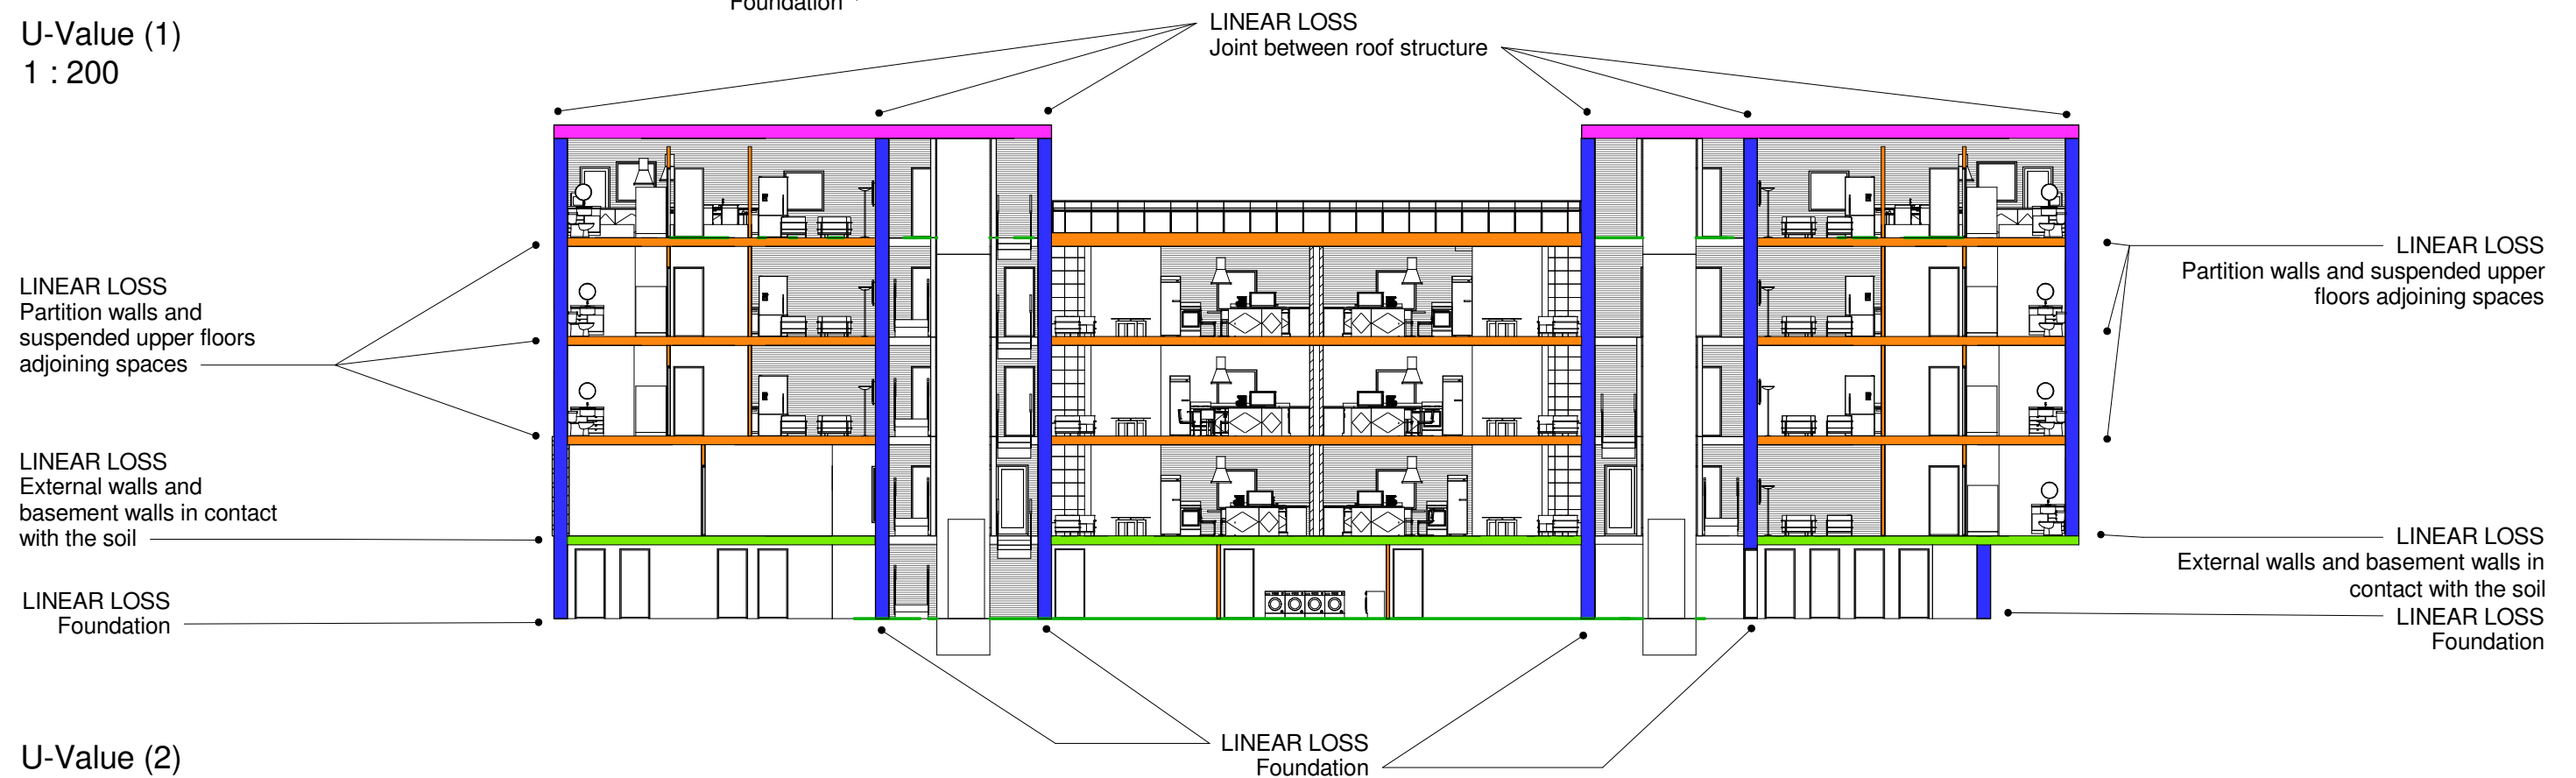 Foundation
U-Value (1)
1 : 200
LINEAR LOSS
Joint between roof structure
LINEAR LOSS
Partition walls and
suspended upper floors
adjoining spaces
LINEAR LOSS
Partition walls and suspended upper
floors adjoining spaces
LINEAR LOSS
External walls and
basement walls in contact
with the soil
LINEAR LOSS
External walls and basement walls in
contact with the soil
LINEAR LOSS
Foundation
LINEAR LOSS
Foundation
LINEAR LOSS
Foundation
U-Value (2)